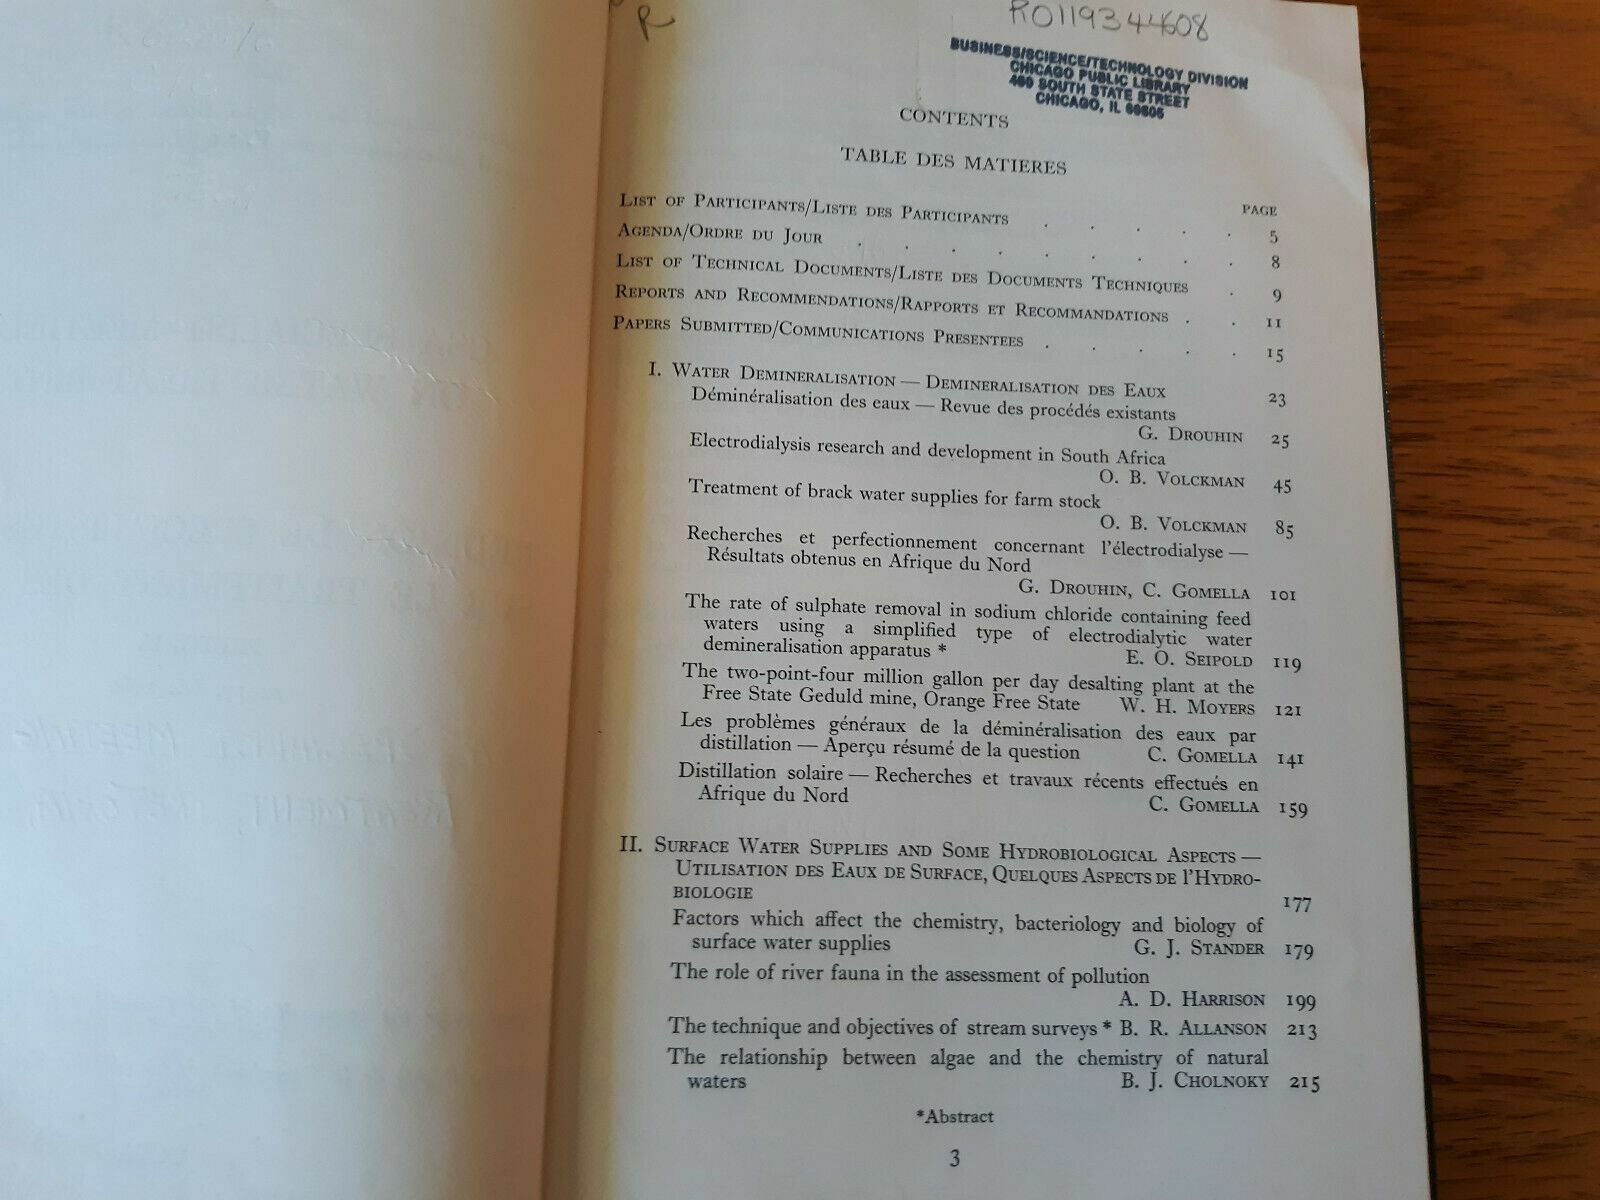 R
R0119344608
BUSINESS/SCIENCE/TECHNOLOGY DIVISION
CHICAGO PUBLIC LIBRARY
400 SOUTH STATE STREET
CHICAGO, IL 60605
CONTENTS
TABLE DES MATIERES
PAGE
LIST OF PARTICIPANTS/LISTE DES PARTICIPANTS . . . . . 5
AGENDA/ORDRE DU JOUR . . . . . . . . . 8
LIST OF TECHNICAL DOCUMENTS/LISTE DES DOCUMENTS TECHNIQUES . 9
REPORTS AND RECOMMENDATIONS/RAPPORTS ET RECOMMANDATIONS . . 11
PAPERS SUBMITTED/COMMUNICATIONS PRESENTEES . . . . . 15
I. WATER DEMINERALISATION — DEMINERALISATION DES EAUX 23
Déminéralisation des eaux — Revue des procédés existants
G. DROUHIN 25
Electrodialysis research and development in South Africa
O. B. VOLCKMAN 45
Treatment of brack water supplies for farm stock
O. B. VOLCKMAN 85
Recherches et perfectionnement concernant l'électrodialyse —
Résultats obtenus en Afrique du Nord
G. DROUHIN, C. GOMELLA 101
The rate of sulphate removal in sodium chloride containing feed
waters using a simplified type of electrodialytic water
demineralisation apparatus * E. O. SEIPOLD 119
The two-point-four million gallon per day desalting plant at the
Free State Geduld mine, Orange Free State W. H. MOYERS 121
Les problèmes généraux de la déminéralisation des eaux par
distillation — Aperçu résumé de la question C. GOMELLA 141
Distillation solaire — Recherches et travaux récents effectués en
Afrique du Nord C. GOMELLA 159
II. SURFACE WATER SUPPLIES AND SOME HYDROBIOLOGICAL ASPECTS —
UTILISATION DES EAUX DE SURFACE, QUELQUES ASPECTS DE l'HYDRO-
BIOLOGIE 177
Factors which affect the chemistry, bacteriology and biology of
surface water supplies G. J. STANDER 179
The role of river fauna in the assessment of pollution
A. D. HARRISON 199
The technique and objectives of stream surveys * B. R. ALLANSON 213
The relationship between algae and the chemistry of natural
waters B. J. CHOLNOKY 215
*Abstract
3